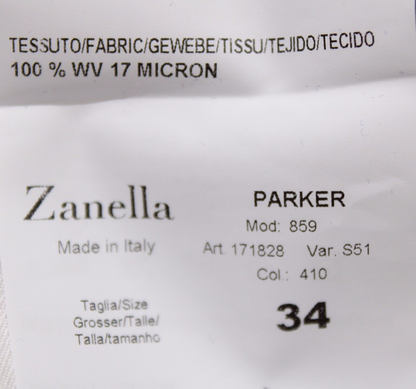 TESSUTO/FABRIC/GEWEBE/TISSU/TEJIDO/TECIDO
100 % WV 17 MICRON
Zanella
Made in Italy
PARKER
Mod: 859
Art. 171828 Var. S51
Col.: 410
Taglia/Size
Grosser/Talle/
Talla/tamanho
34